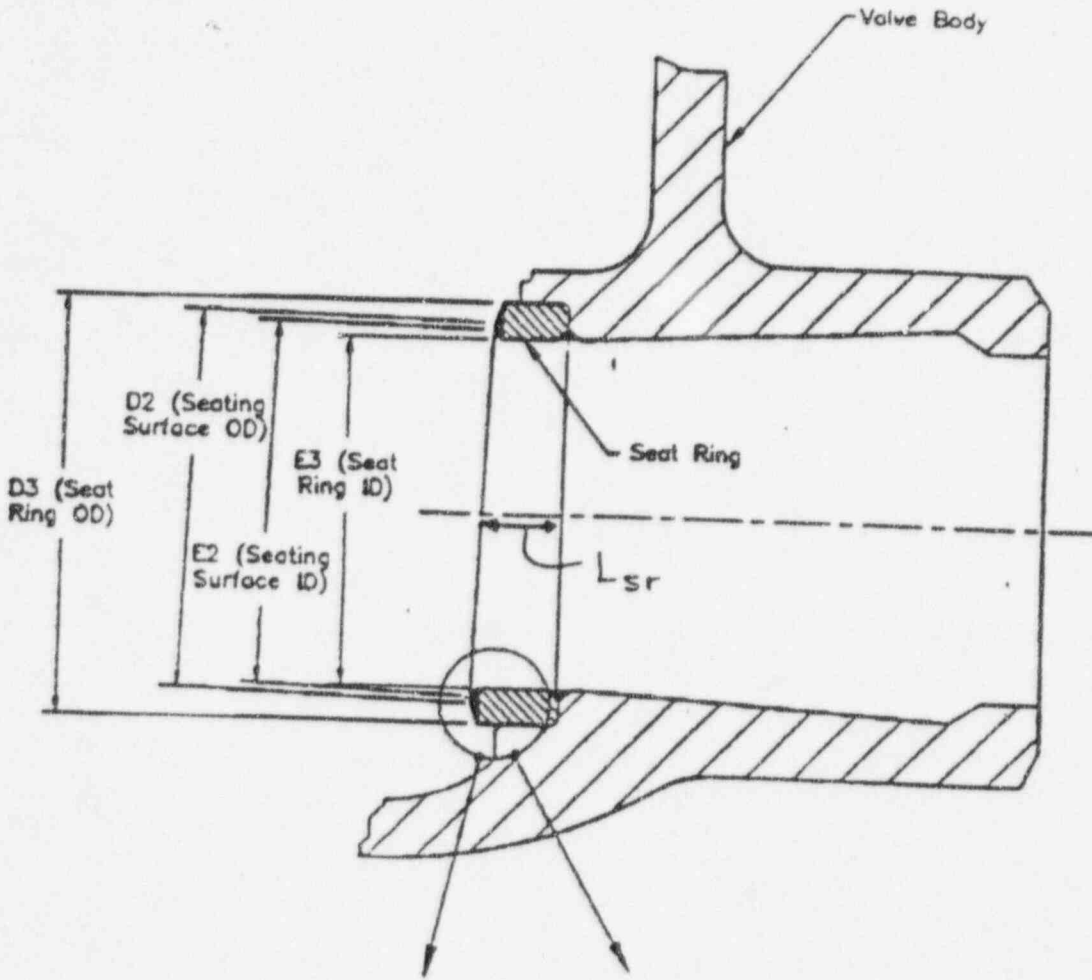 Valve Body
D2 (Seating
Surface OD)
E3 (Seat
Ring ID)
Seat Ring
D3 (Seat
Ring OD)
E2 (Seating
Surface ID)
Lsr